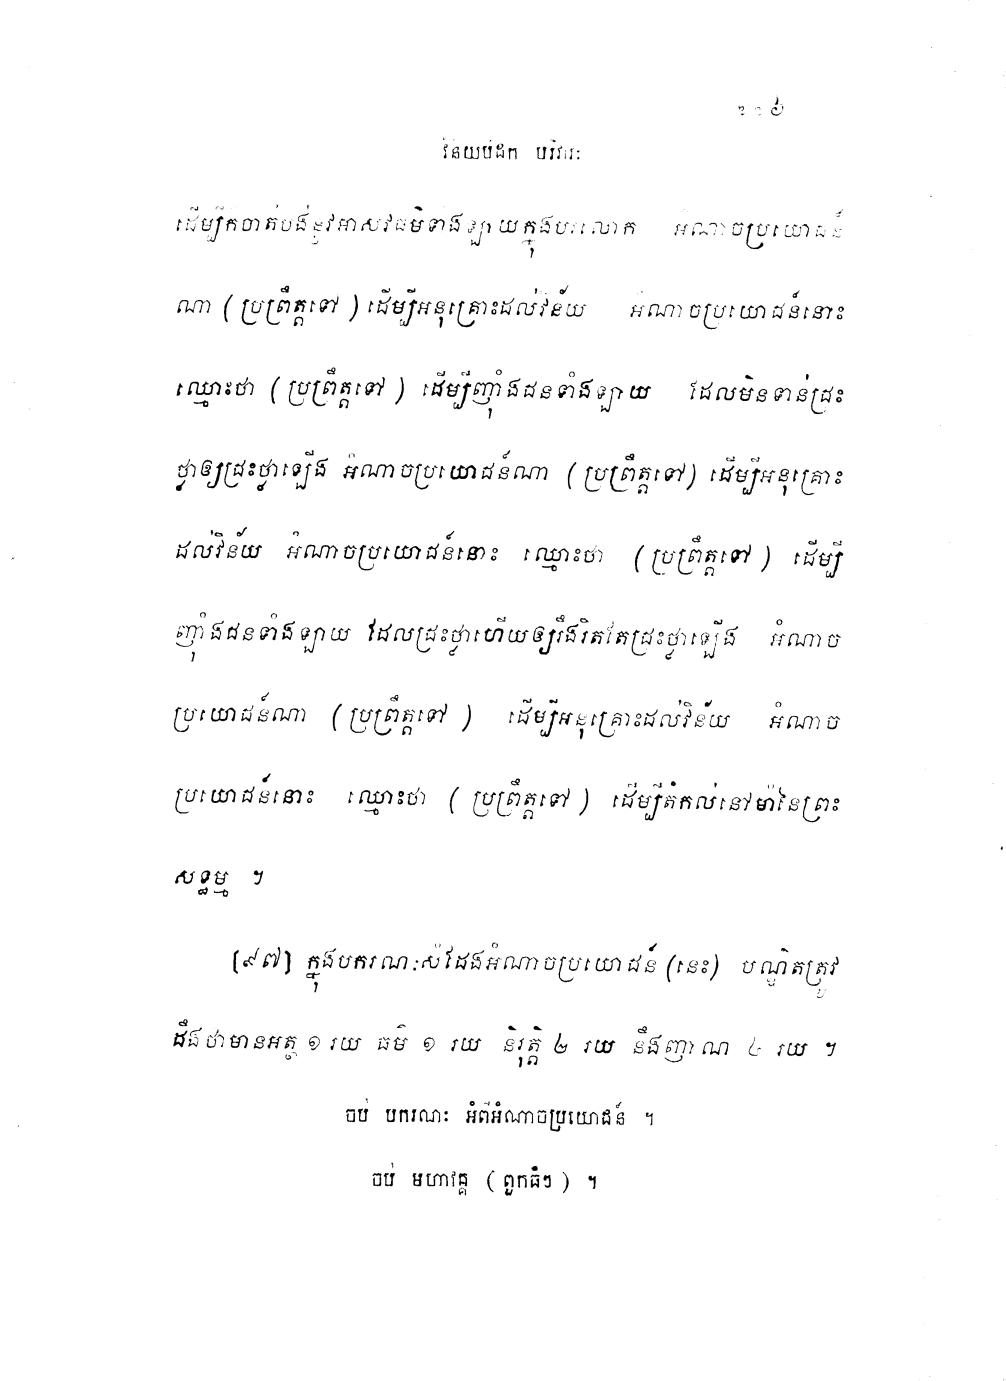 វិនយបិដក បរិវារៈ
ដើម្បីកចាត់បង់នូវអាសវធម៌ទាំងឡាយក្នុងបរលោក អំណាចប្រយោជន៍
ណា (ប្រព្រឹត្តទៅ) ដើម្បីអនុគ្រោះដល់វិន័យ អំណាចប្រយោជន៍នោះ
ឈ្មោះថា (ប្រព្រឹត្តទៅ) ដើម្បីញុំាងជនទាំងឡាយ ដែលមិនទាន់ជ្រះ
ថ្លាឲ្យជ្រះថ្លាឡើង អំណាចប្រយោជន៍ណា (ប្រព្រឹត្តទៅ) ដើម្បីអនុគ្រោះ
ដល់វិន័យ អំណាចប្រយោជន៍នោះ ឈ្មោះថា (ប្រព្រឹត្តទៅ) ដើម្បី
ញុំាងជនទាំងឡាយ ដែលជ្រះថ្លាហើយឲ្យរឹងរិតតែជ្រះថ្លាឡើង អំណាច
ប្រយោជន៍ណា (ប្រព្រឹត្តទៅ) ដើម្បីអនុគ្រោះដល់វិន័យ អំណាច
ប្រយោជន៍នោះ ឈ្មោះថា (ប្រព្រឹត្តទៅ) ដើម្បីតំកល់នៅមាំនៃព្រះ
សទ្ធម្ម ។
[៩៧] ក្នុងបករណៈសំដែងអំណាចប្រយោជន៍ (នេះ) បណ្ឌិតត្រូវ
ដឹងថាមានអត្ថ ១ រយ ធម៌ ១ រយ និរុត្តិ ២ រយ នឹងញាណ ៤ រយ ។
ចប់ បករណៈ អំពីអំណាចប្រយោជន៍ ។
ចប់ មហាវគ្គ (ពួកធំៗ) ។